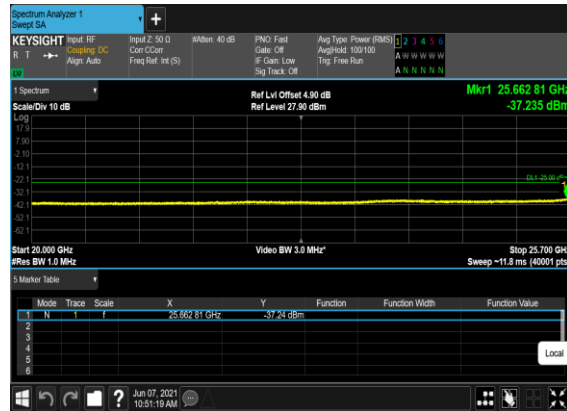 Spectrum Analyzer 1
Swept SA
+
KEYSIGHT Input: RF Input Z: 50 Ω #Atten: 40 dB PNO: Fast Avg Type: Power (RMS) 1 2 3 4 5 6
R T Coupling: DC Corr CCorr Gate: Off Avg|Hold: 100/100 A W W W W W
Align: Auto Freq Ref: Int (S) IF Gain: Low Trig: Free Run
Sig Track: Off A N N N N N
1 Spectrum Ref Lvl Offset 4.90 dB Mkr1 25.662 81 GHz
Scale/Div 10 dB Ref Level 27.90 dBm -37.235 dBm
Log
17.9
7.90
-2.10
-12.1
-22.1 DL1 -25.00
-32.1
-42.1
-52.1
-62.1
Start 20.000 GHz Video BW 3.0 MHz* Stop 25.700 GHz
#Res BW 1.0 MHz Sweep ~11.8 ms (40001 pts
5 Marker Table
Mode Trace Scale X Y Function Function Width Function Value
1 N 1 f 25.662 81 GHz -37.24 dBm
2
3
4
5
6
Local
? Jun 07, 2021
10:51:19 AM